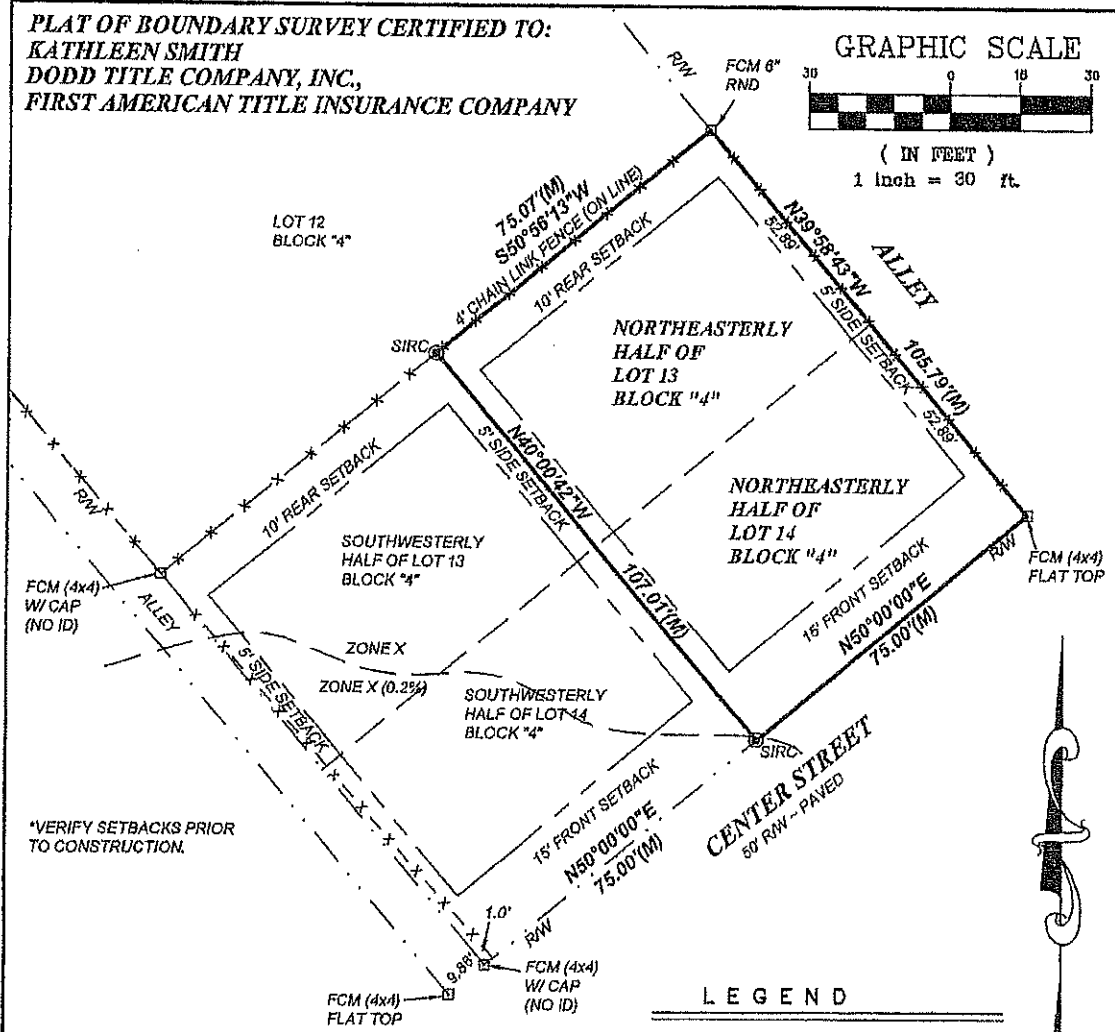 PLAT OF BOUNDARY SURVEY CERTIFIED TO:
KATHLEEN SMITH
DODD TITLE COMPANY, INC.,
FIRST AMERICAN TITLE INSURANCE COMPANY
GRAPHIC SCALE
30 0 15 30
( IN FEET )
1 inch = 30 ft.
R/W
FCM 6"
RND
LOT 12
BLOCK "4"
75.07'(M)
S50°56'13"W
4' CHAIN LINK FENCE (ON LINE)
10' REAR SETBACK
N39°58'43"W
52.89'
ALLEY
5' SIDE SETBACK
105.79'(M)
52.89'
SIRC
NORTHEASTERLY
HALF OF
LOT 13
BLOCK "4"
N40°00'42"W
5' SIDE SETBACK
107.01'(M)
NORTHEASTERLY
HALF OF
LOT 14
BLOCK "4"
R/W
10' REAR SETBACK
SOUTHWESTERLY
HALF OF LOT 13
BLOCK "4"
FCM (4x4)
W/ CAP
(NO ID)
ALLEY
R/W
FCM (4x4)
FLAT TOP
15' FRONT SETBACK
N50°00'00"E
75.00'(M)
ZONE X
ZONE X (0.2%)
5' SIDE SETBACK
SOUTHWESTERLY
HALF OF LOT 14
BLOCK "4"
SIRC
CENTER STREET
50' R/W ~ PAVED
15' FRONT SETBACK
N50°00'00"E
75.00'(M)
*VERIFY SETBACKS PRIOR
TO CONSTRUCTION.
1.0'
R/W
9.88'
FCM (4x4)
W/ CAP
(NO ID)
FCM (4x4)
FLAT TOP
LEGEND